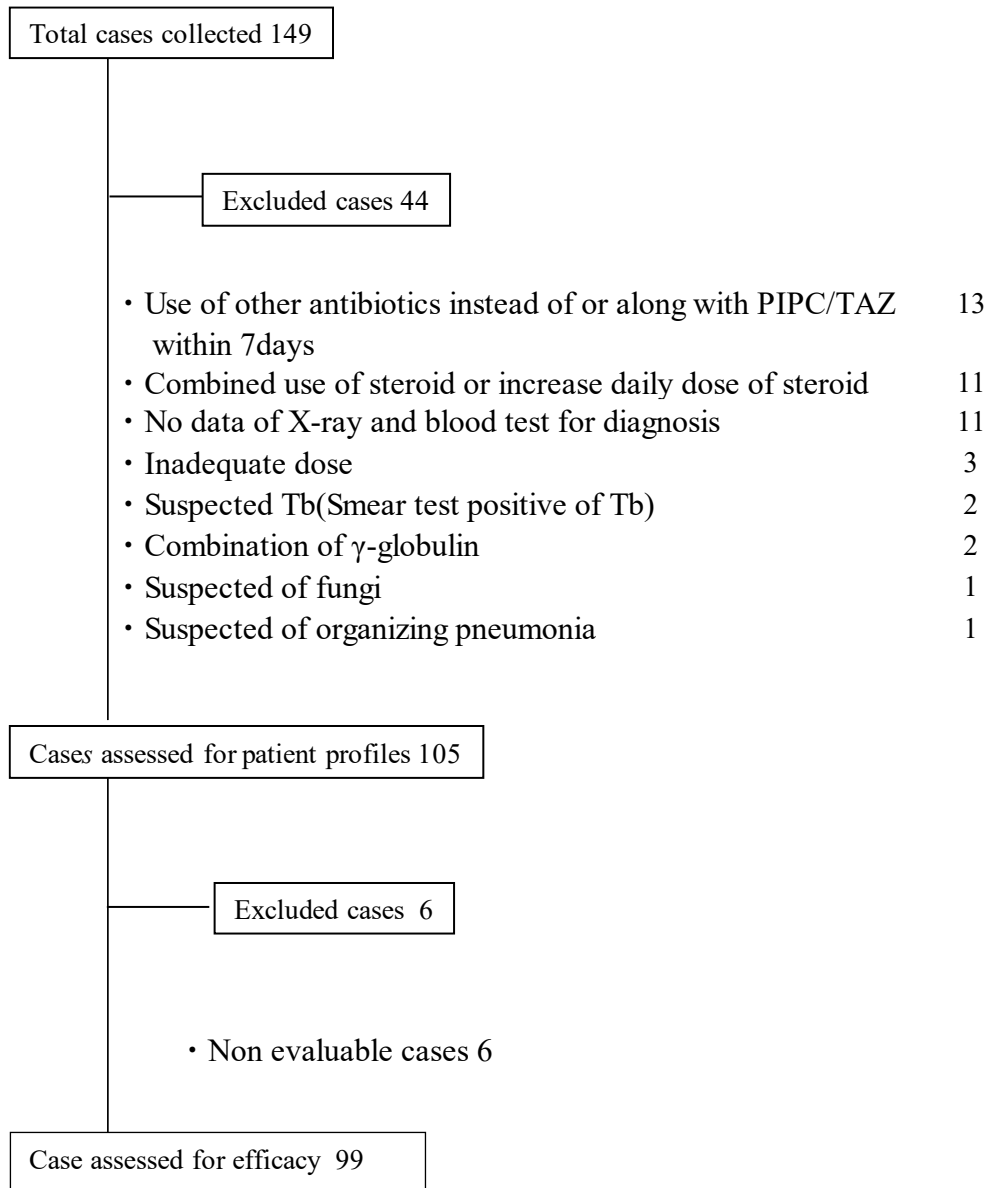 Total cases collected 149
Excluded cases 44
・Use of other antibiotics instead of or along with PIPC/TAZ 13
within 7days
・Combined use of steroid or increase daily dose of steroid 11
・No data of X-ray and blood test for diagnosis 11
・Inadequate dose 3
・Suspected Tb(Smear test positive of Tb) 2
・Combination of γ-globulin 2
・Suspected of fungi 1
・Suspected of organizing pneumonia 1
Cases assessed for patient profiles 105
Excluded cases 6
・Non evaluable cases 6
Case assessed for efficacy 99